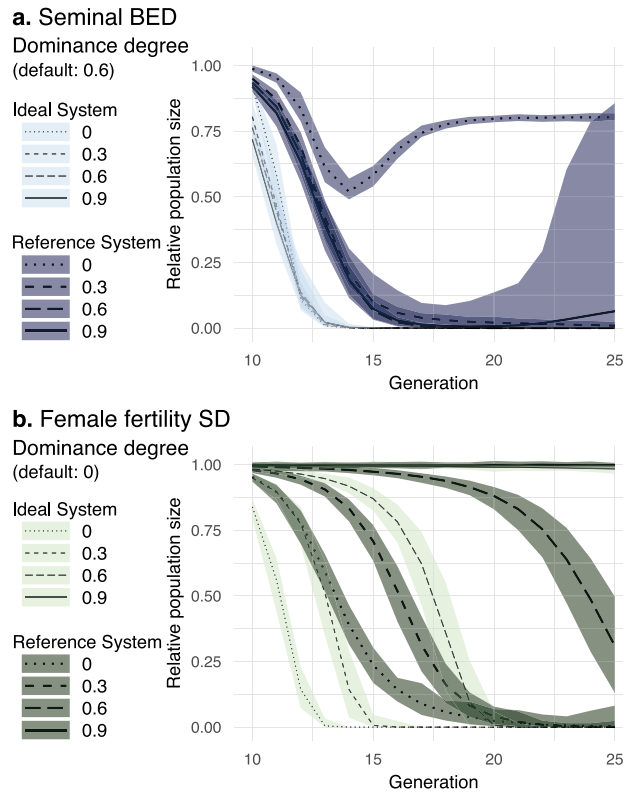 a. Seminal BED
Dominance degree
(default: 0.6)
Ideal System
0
0.3
0.6
0.9
Reference System
0
0.3
0.6
0.9
Relative population size
1.00
0.75
0.50
0.25
0.00
10 15 20 25
Generation
b. Female fertility SD
Dominance degree
(default: 0)
Ideal System
0
0.3
0.6
0.9
Reference System
0
0.3
0.6
0.9
Relative population size
1.00
0.75
0.50
0.25
0.00
10 15 20 25
Generation